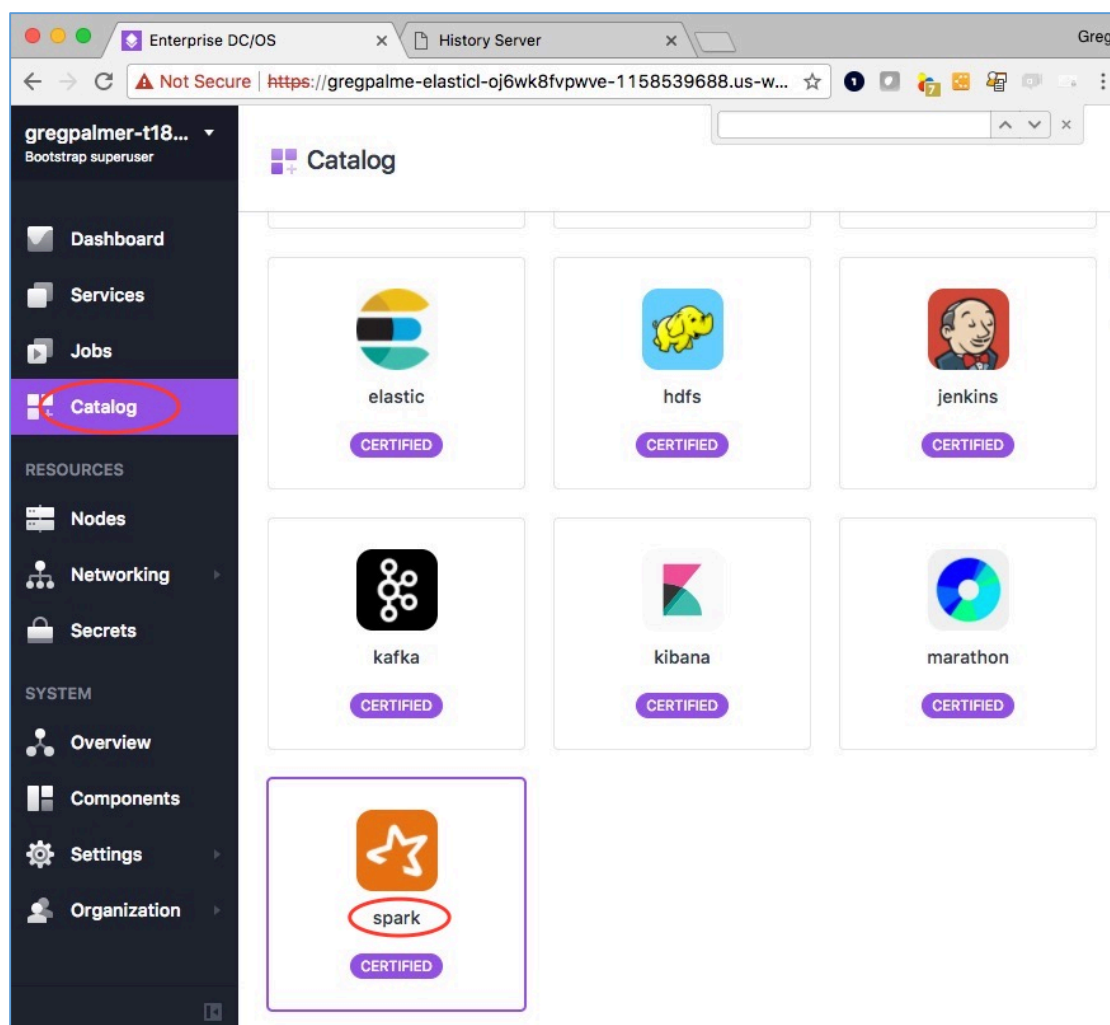 Enterprise DC/OS
History Server
Greg
Not Secure https://gregpalme-elasticl-oj6wk8fvpwve-1158539688.us-w...
1
7
gregpalmer-t18...
Bootstrap superuser
Catalog
Dashboard
Services
Jobs
Catalog
RESOURCES
Nodes
Networking
Secrets
SYSTEM
Overview
Components
Settings
Organization
elastic
CERTIFIED
hdfs
CERTIFIED
jenkins
CERTIFIED
kafka
CERTIFIED
kibana
CERTIFIED
marathon
CERTIFIED
spark
CERTIFIED